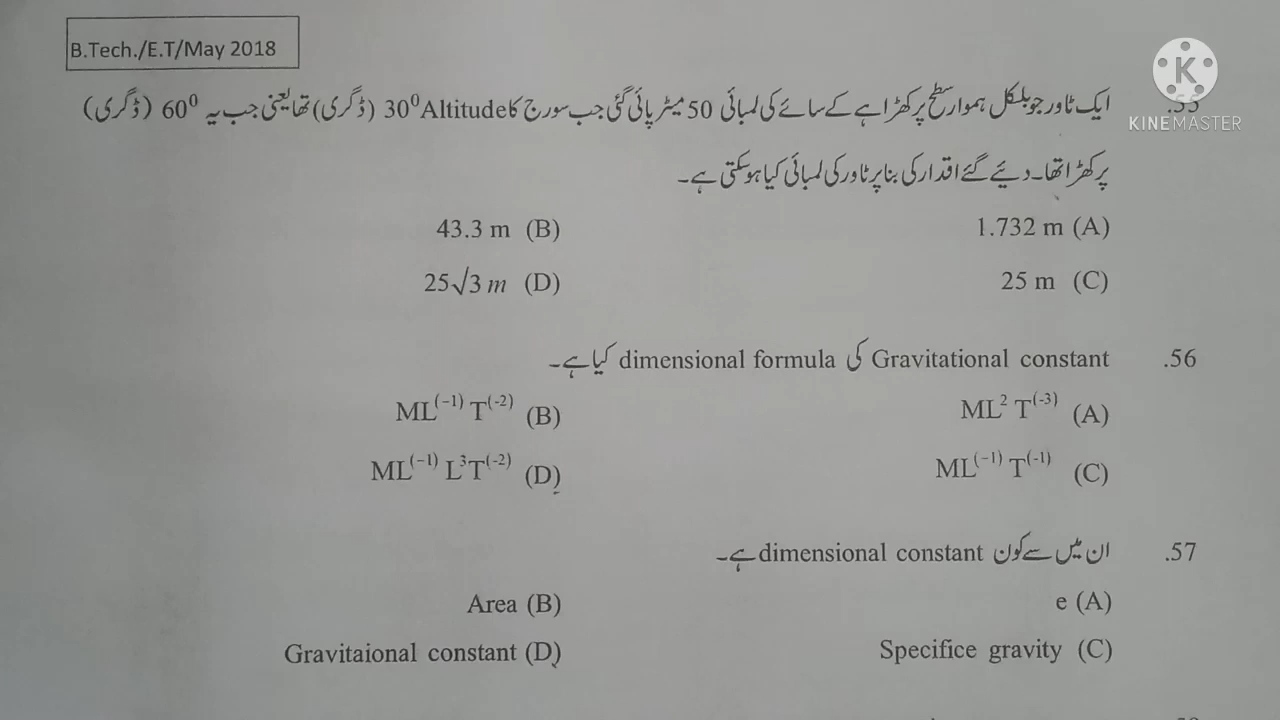 B.Tech./E.T/May 2018
KINEMASTER
.55 ایک ٹاور جو بلکل ہموار سطح پر کھڑا ہے کے سائے کی لمبائی 50 میٹر پائی گئی جب سورج کا 30⁰Altitude (ڈگری) تھا یعنی جب یہ 60⁰ (ڈگری)
پر کھڑا تھا۔ دئیے گئے اقدار کی بنا پر ٹاور کی لمبائی کیا ہو سکتی ہے۔
1.732 m (A) 43.3 m (B)
25 m (C) 25√3 m (D)
.56 Gravitational constant کی dimensional formula کیا ہے۔
ML² T⁽⁻³⁾ (A) ML⁽⁻¹⁾ T⁽⁻²⁾ (B)
ML⁽⁻¹⁾ T⁽⁻¹⁾ (C) ML⁽⁻¹⁾ L³T⁽⁻²⁾ (D)
.57 ان میں سے کون dimensional constant ہے۔
e (A) Area (B)
Specifice gravity (C) Gravitaional constant (D)